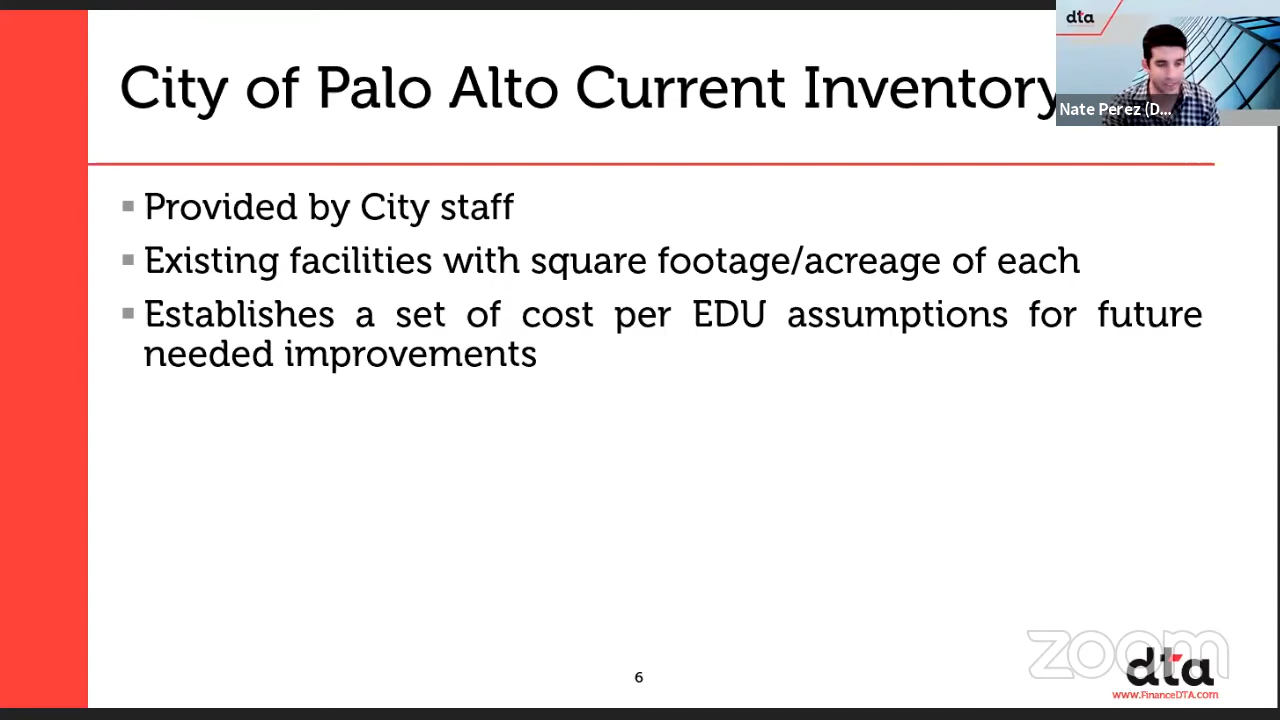 City of Palo Alto Current Inventory
dta
Nate Perez (D...
Provided by City staff
Existing facilities with square footage/acreage of each
Establishes a set of cost per EDU assumptions for future
needed improvements
zoom
dta
6
www.FinanceDTA.com